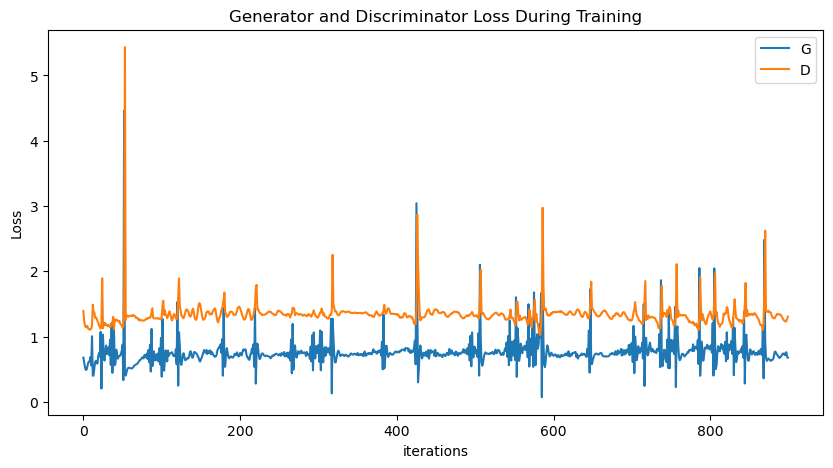 Generator and Discriminator Loss During Training
G
D
Loss
5
4
3
2
1
0
0 200 400 600 800
iterations